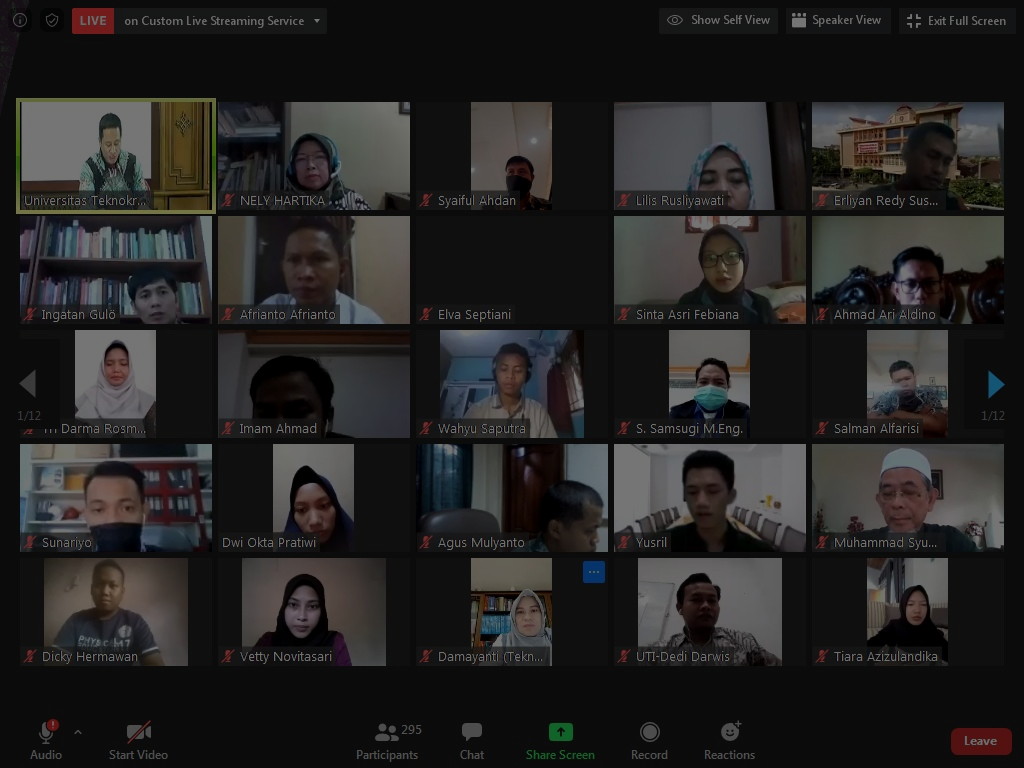 LIVE on Custom Live Streaming Service
Show Self View
Speaker View
Exit Full Screen
Universitas Teknokr...
NELY HARTIKA
Syaiful Ahdan
Lilis Rusliyawati
Erliyan Redy Sus...
Ingatan Gulö
Afrianto Afrianto
Elva Septiani
Sinta Asri Febiana
Ahmad Ari Aldino
1/12
Darma Rosm...
Imam Ahmad
Wahyu Saputra
S. Samsugi M.Eng.
Salman Alfarisi
1/12
Sunariyo
Dwi Okta Pratiwi
Agus Mulyanto
Yusril
Muhammad Syu...
Dicky Hermawan
Vetty Novitasari
Damayanti (Tekn...
UTI-Dedi Darwis
Tiara Azizulandika
Audio
Start Video
295
Participants
Chat
Share Screen
Record
Reactions
Leave